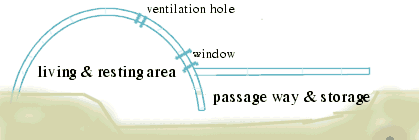 ventilation hole
window
living & resting area
passage way & storage